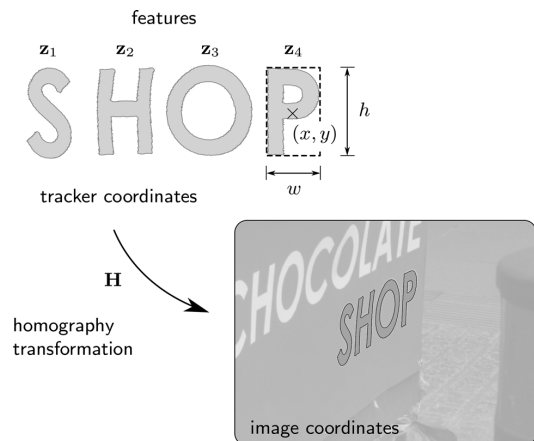 features
z₁ z₂ z₃ z₄
SHOP
h
(x, y)
w
tracker coordinates
H
homography
transformation
CHOCOLATE
SHOP
image coordinates